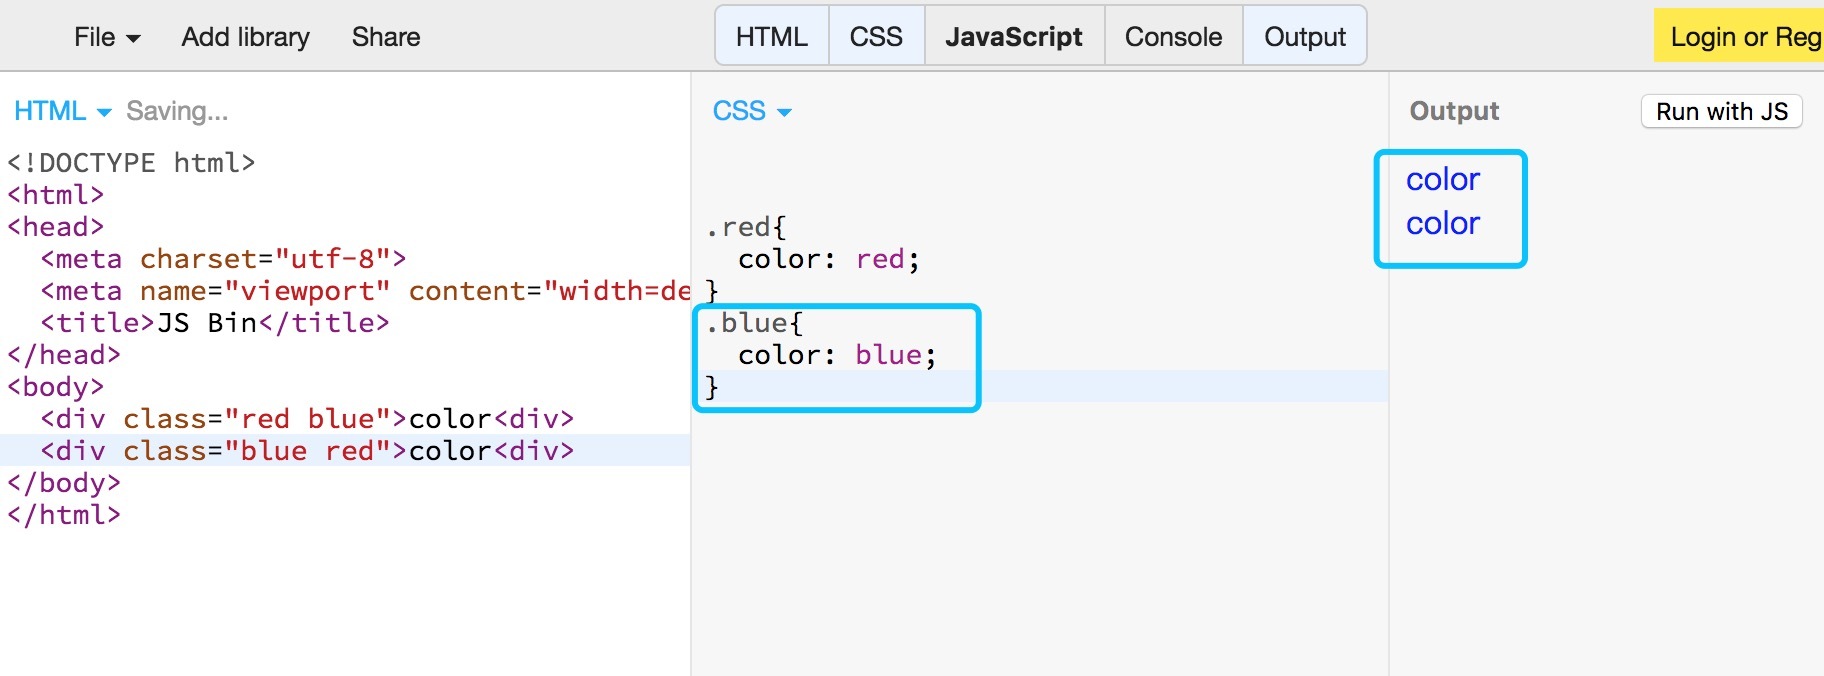 File Add library Share HTML CSS JavaScript Console Output Login or Reg
HTML Saving...
<!DOCTYPE html>
<html>
<head>
<meta charset="utf-8">
<meta name="viewport" content="width=de
<title>JS Bin</title>
</head>
<body>
<div class="red blue">color<div>
<div class="blue red">color<div>
</body>
</html>
CSS
.red{
color: red;
}
.blue{
color: blue;
}
Output Run with JS
color
color